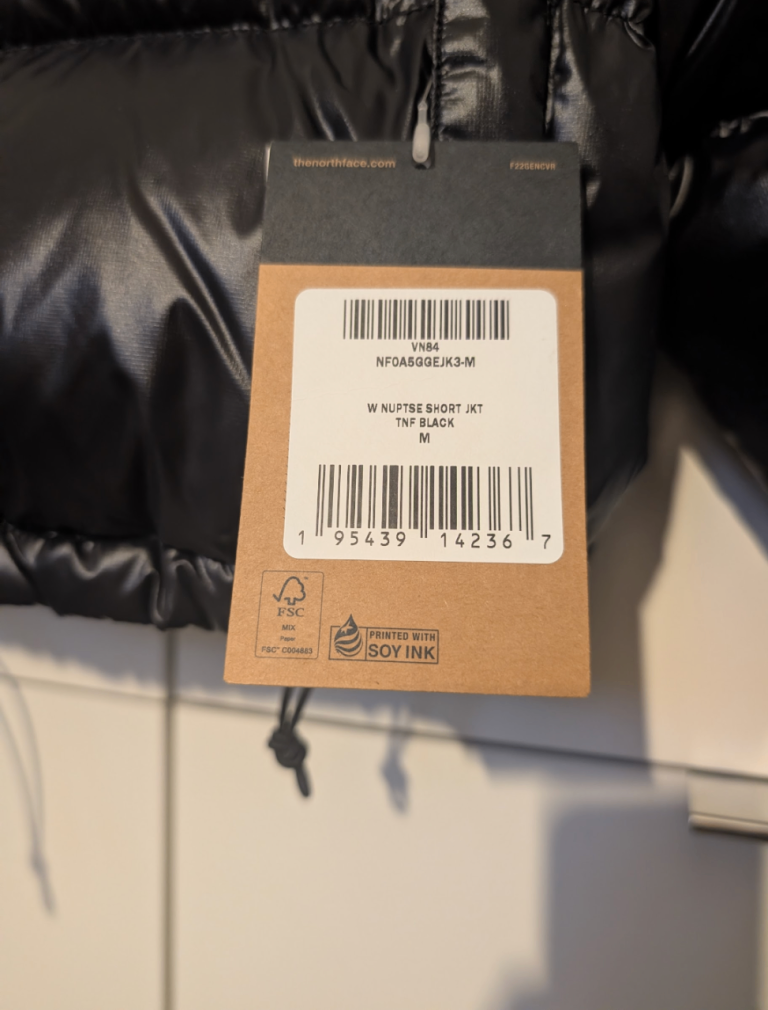 thenorthface.com
F22GENCVR
VN84
NF0A5GGEJK3-M
W NUPTSE SHORT JKT
TNF BLACK
M
1 95439 14236 7
FSC
MIX
Paper
PRINTED WITH
SOY INK